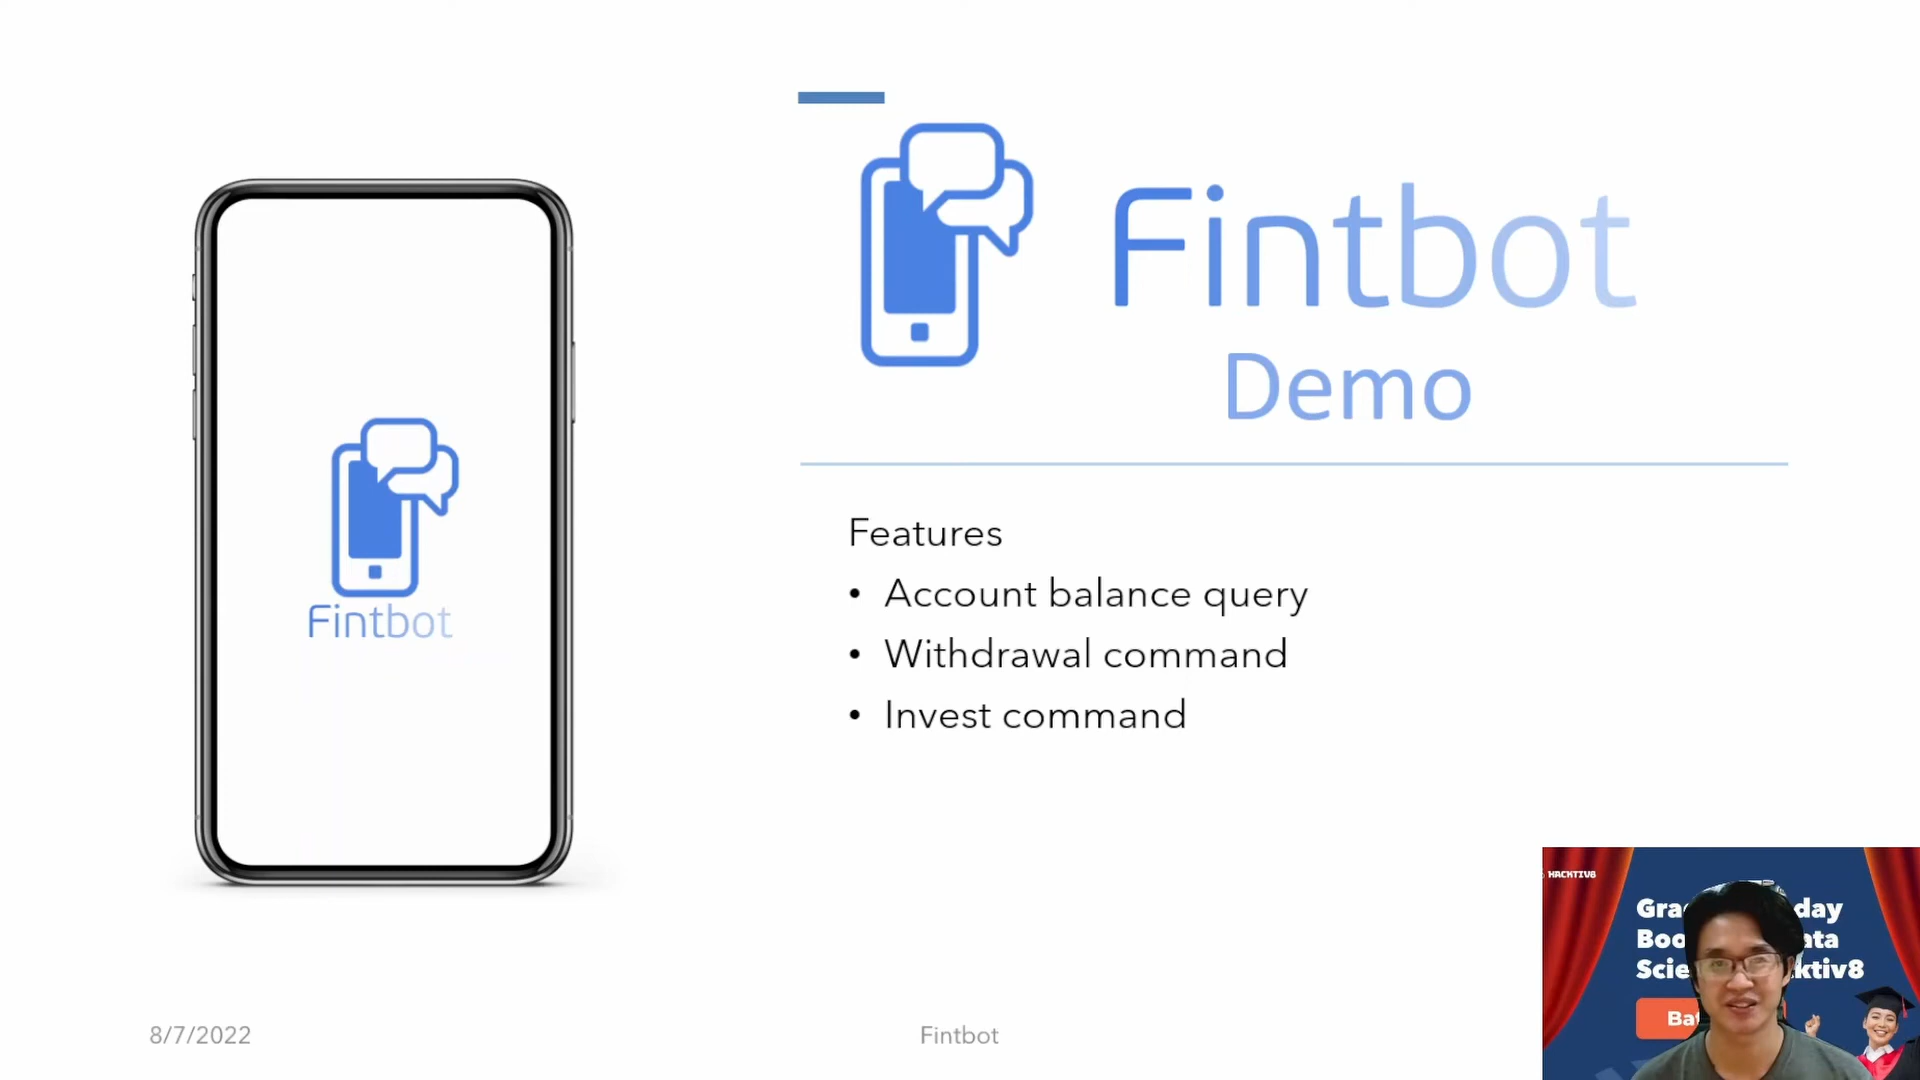 Fintbot
Demo
Fintbot
Features
• Account balance query
• Withdrawal command
• Invest command
8/7/2022
Fintbot
HACKTIV8